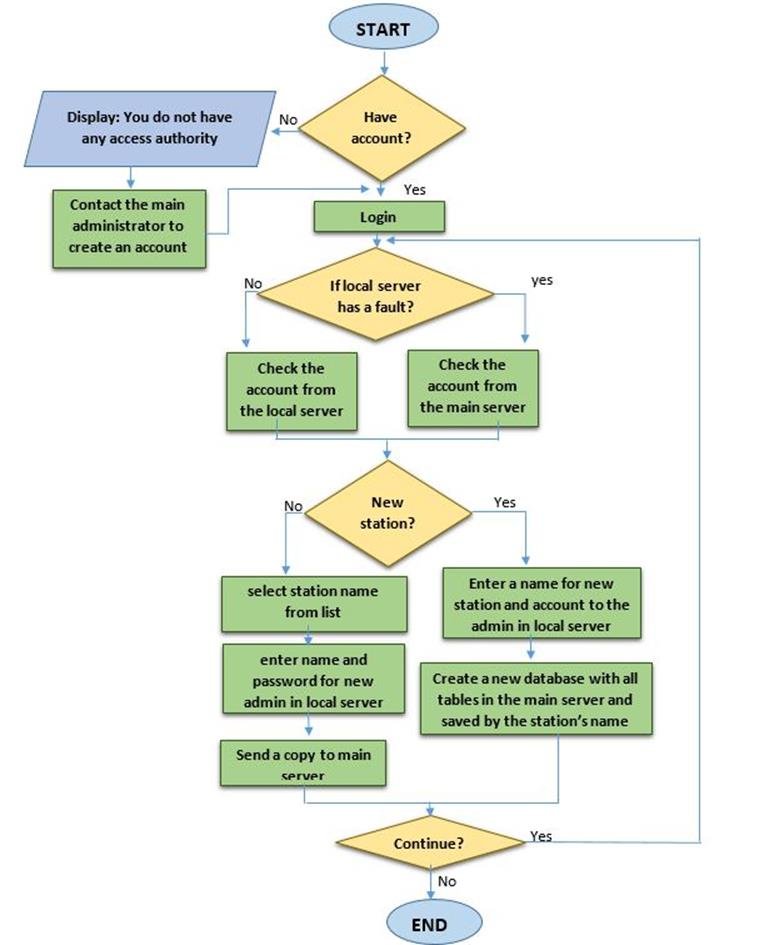 START
Have
account?
No
Display: You do not have
any access authority
Contact the main
administrator to
create an account
Yes
Login
If local server
has a fault?
No
yes
Check the
account from
the local server
Check the
account from
the main server
New
station?
No
Yes
select station name
from list
enter name and
password for new
admin in local server
Send a copy to main
server
Enter a name for new
station and account to the
admin in local server
Create a new database with all
tables in the main server and
saved by the station’s name
Continue?
Yes
No
END